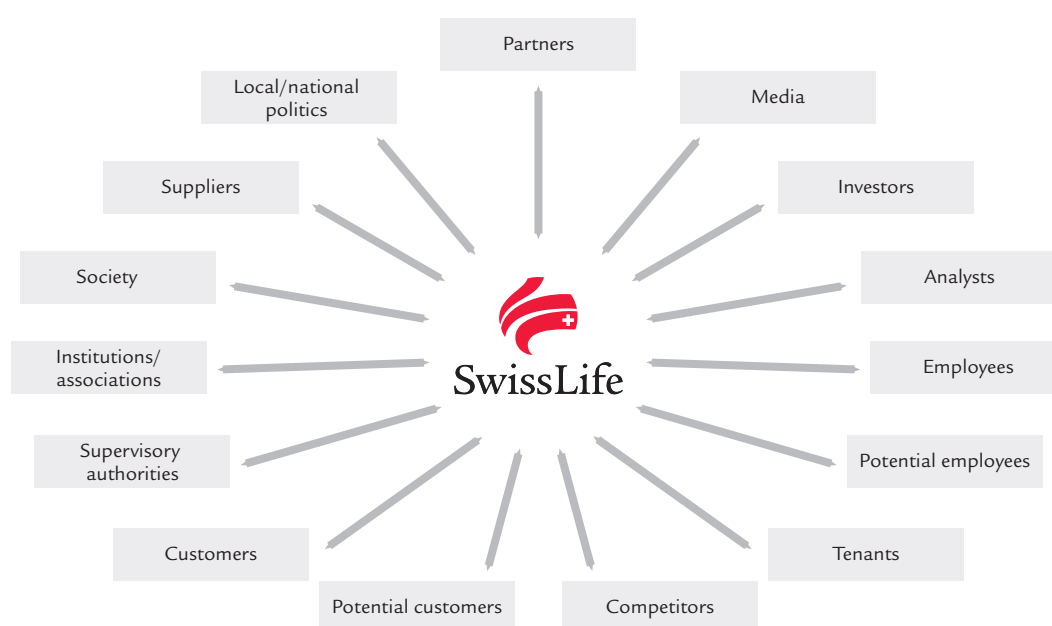 Partners
Local/national
politics
Media
Suppliers
Investors
Society
Analysts
Institutions/
associations
Employees
SwissLife
Supervisory
authorities
Potential employees
Customers
Tenants
Potential customers
Competitors